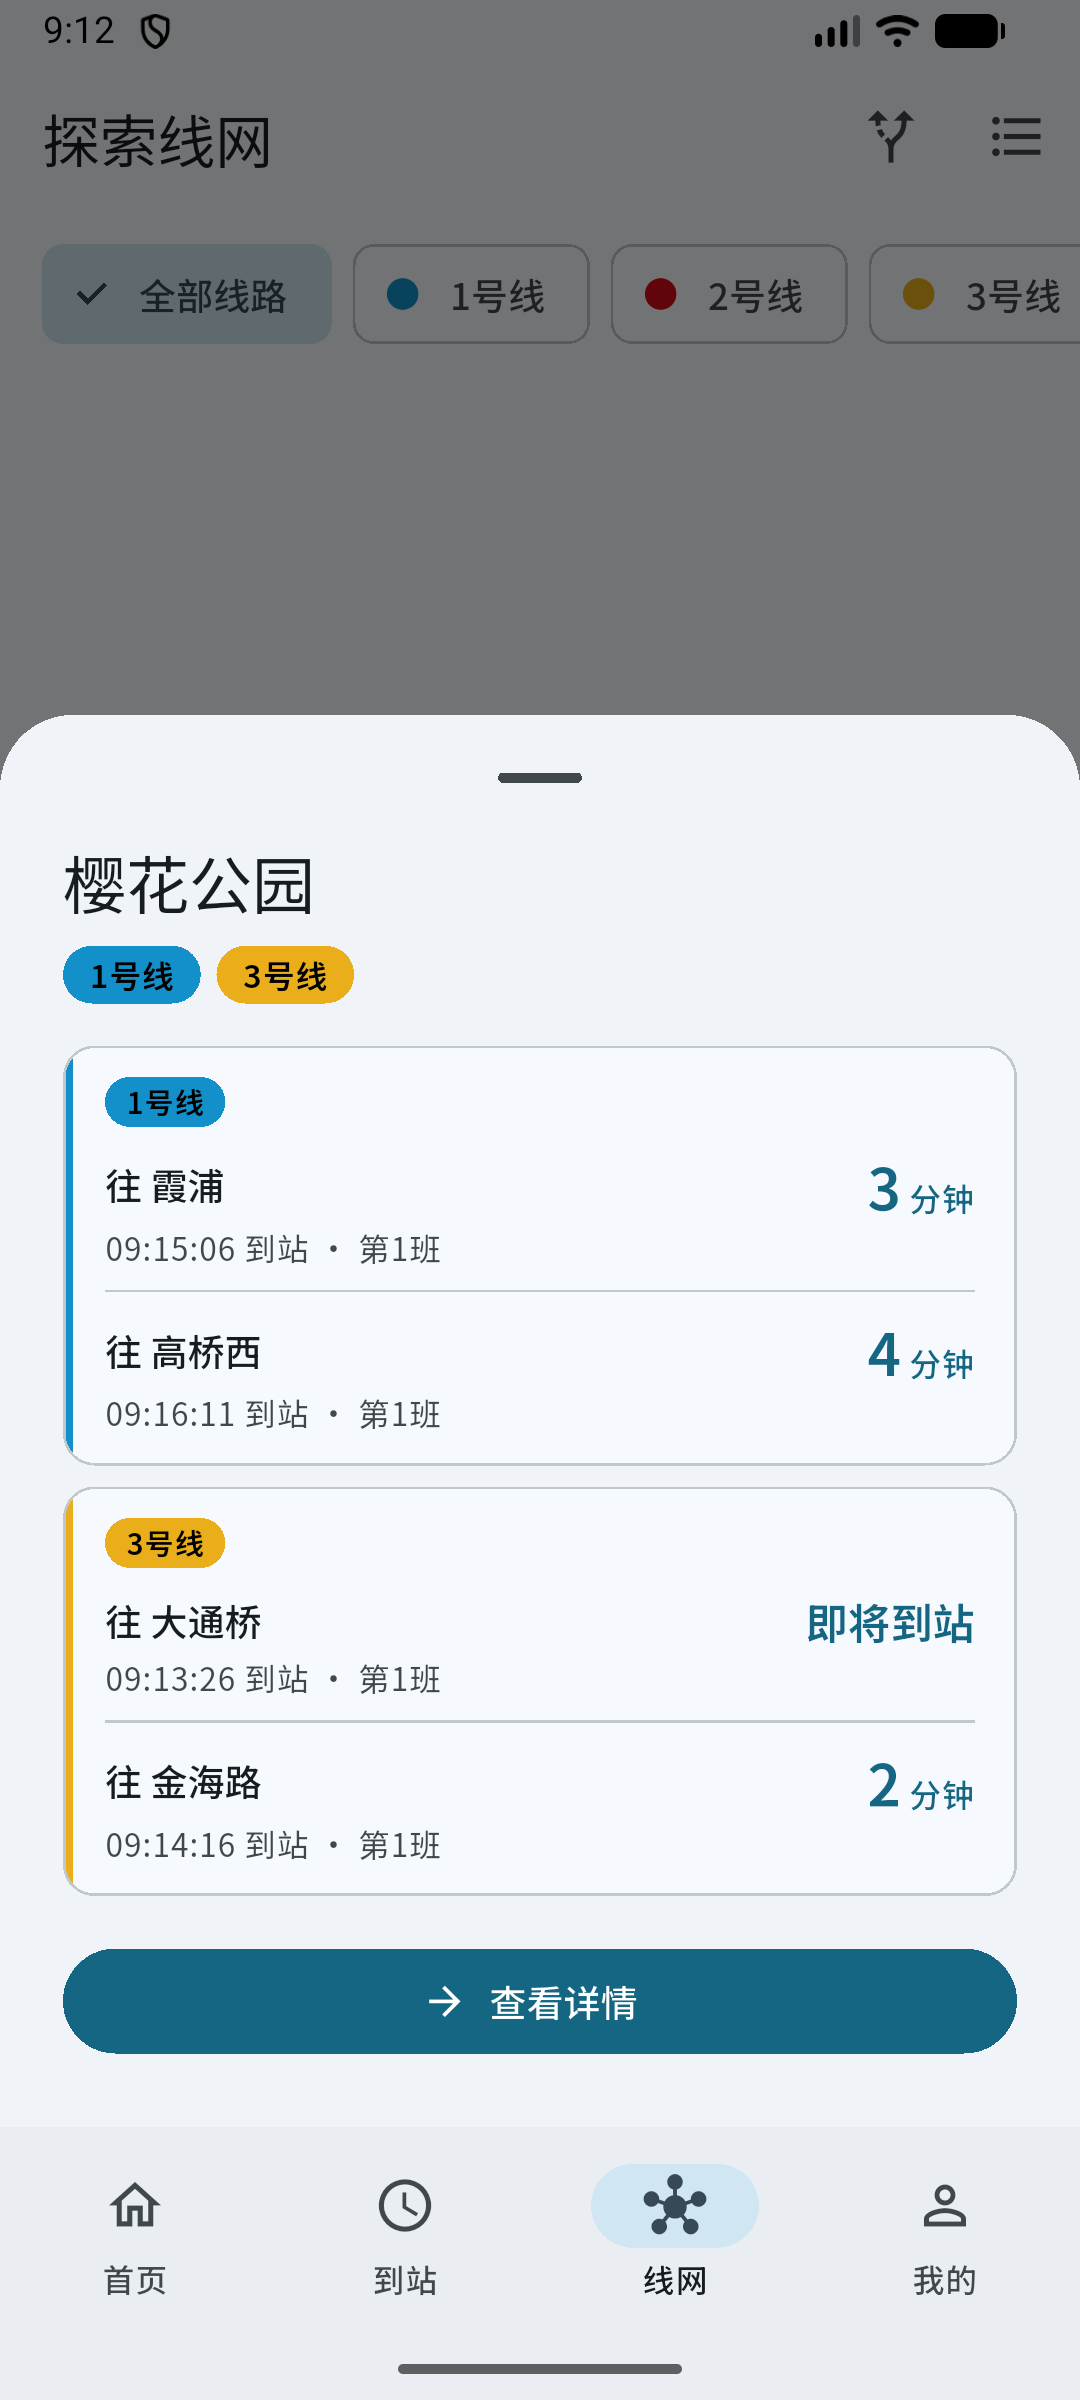 9:12
探索线网
全部线路 1号线 2号线 3号线
樱花公园
1号线 3号线
1号线
往 霞浦 3 分钟
09:15:06 到站 · 第1班
往 高桥西 4 分钟
09:16:11 到站 · 第1班
3号线
往 大通桥 即将到站
09:13:26 到站 · 第1班
往 金海路 2 分钟
09:14:16 到站 · 第1班
查看详情
首页 到站 线网 我的